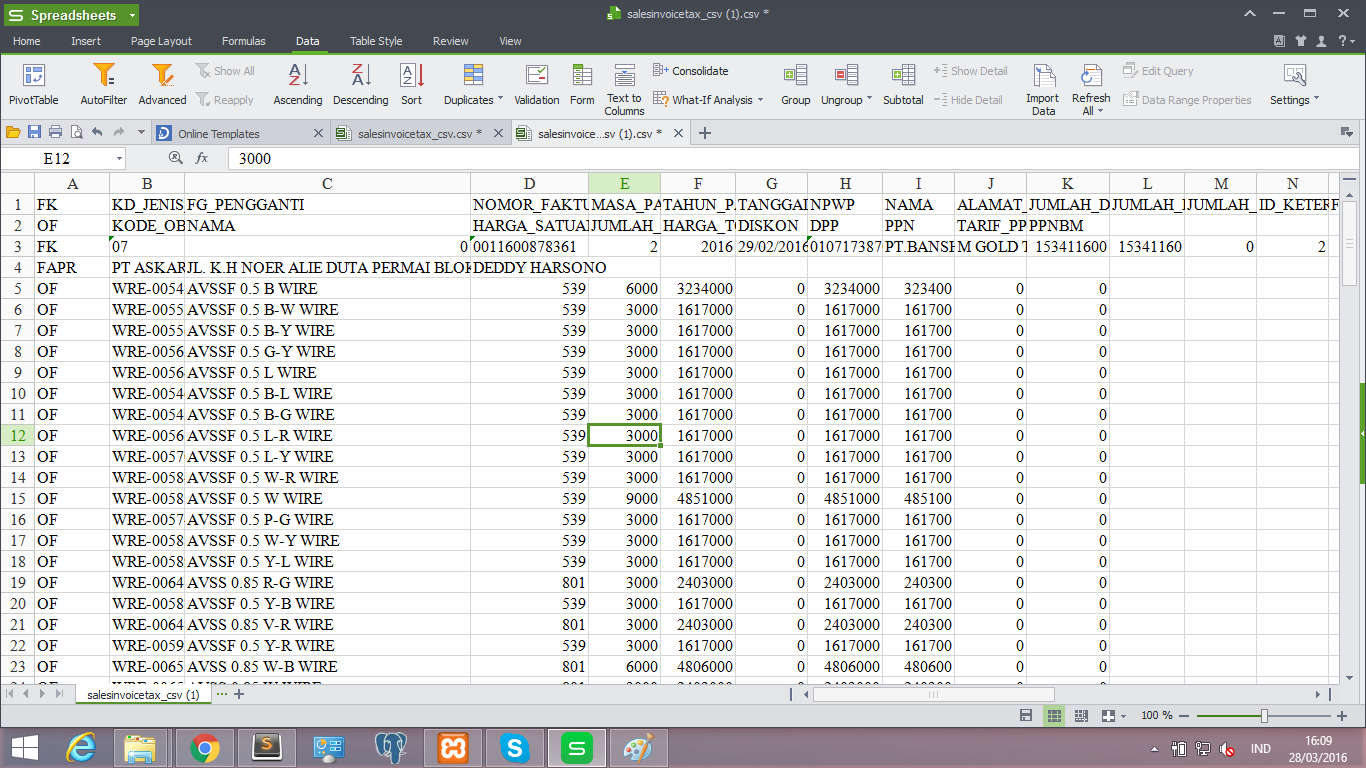 Spreadsheets
salesinvoicetax_csv (1).csv *
Home Insert Page Layout Formulas Data Table Style Review View
PivotTable AutoFilter Advanced Show All Reapply Ascending Descending Sort Duplicates Validation Form Text to Columns Consolidate What-If Analysis Group Ungroup Subtotal Show Detail Hide Detail Import Data Refresh All Edit Query Data Range Properties Settings
Online Templates salesinvoicetax_csv.csv * salesinvoice...sv (1).csv *
E12 fx 3000
A B C D E F G H I J K L M N
1 FK KD_JENIS_ FG_PENGGANTI NOMOR_FAKTU MASA_PA TAHUN_PA TANGGAL NPWP NAMA ALAMAT_ JUMLAH_D JUMLAH_ JUMLAH_ ID_KETER F
2 OF KODE_OB NAMA HARGA_SATUA JUMLAH_ HARGA_TO DISKON DPP PPN TARIF_PP PPNBM
3 FK 07 0 0011600878361 2 2016 29/02/2016 010717387 PT.BANSH M GOLD T 153411600 15341160 0 2
4 FAPR PT ASKAR JL. K.H NOER ALIE DUTA PERMAI BLOK DEDDY HARSONO
5 OF WRE-0054 AVSSF 0.5 B WIRE 539 6000 3234000 0 3234000 323400 0 0
6 OF WRE-0055 AVSSF 0.5 B-W WIRE 539 3000 1617000 0 1617000 161700 0 0
7 OF WRE-0055 AVSSF 0.5 B-Y WIRE 539 3000 1617000 0 1617000 161700 0 0
8 OF WRE-0056 AVSSF 0.5 G-Y WIRE 539 3000 1617000 0 1617000 161700 0 0
9 OF WRE-0056 AVSSF 0.5 L WIRE 539 3000 1617000 0 1617000 161700 0 0
10 OF WRE-0054 AVSSF 0.5 B-L WIRE 539 3000 1617000 0 1617000 161700 0 0
11 OF WRE-0054 AVSSF 0.5 B-G WIRE 539 3000 1617000 0 1617000 161700 0 0
12 OF WRE-0056 AVSSF 0.5 L-R WIRE 539 3000 1617000 0 1617000 161700 0 0
13 OF WRE-0057 AVSSF 0.5 L-Y WIRE 539 3000 1617000 0 1617000 161700 0 0
14 OF WRE-0058 AVSSF 0.5 W-R WIRE 539 3000 1617000 0 1617000 161700 0 0
15 OF WRE-0058 AVSSF 0.5 W WIRE 539 9000 4851000 0 4851000 485100 0 0
16 OF WRE-0057 AVSSF 0.5 P-G WIRE 539 3000 1617000 0 1617000 161700 0 0
17 OF WRE-0058 AVSSF 0.5 W-Y WIRE 539 3000 1617000 0 1617000 161700 0 0
18 OF WRE-0058 AVSSF 0.5 Y-L WIRE 539 3000 1617000 0 1617000 161700 0 0
19 OF WRE-0064 AVSS 0.85 R-G WIRE 801 3000 2403000 0 2403000 240300 0 0
20 OF WRE-0058 AVSSF 0.5 Y-B WIRE 539 3000 1617000 0 1617000 161700 0 0
21 OF WRE-0064 AVSS 0.85 V-R WIRE 801 3000 2403000 0 2403000 240300 0 0
22 OF WRE-0059 AVSSF 0.5 Y-R WIRE 539 3000 1617000 0 1617000 161700 0 0
23 OF WRE-0065 AVSS 0.85 W-B WIRE 801 6000 4806000 0 4806000 480600 0 0
salesinvoicetax_csv (1) ...
100 %
IND
16:09
28/03/2016